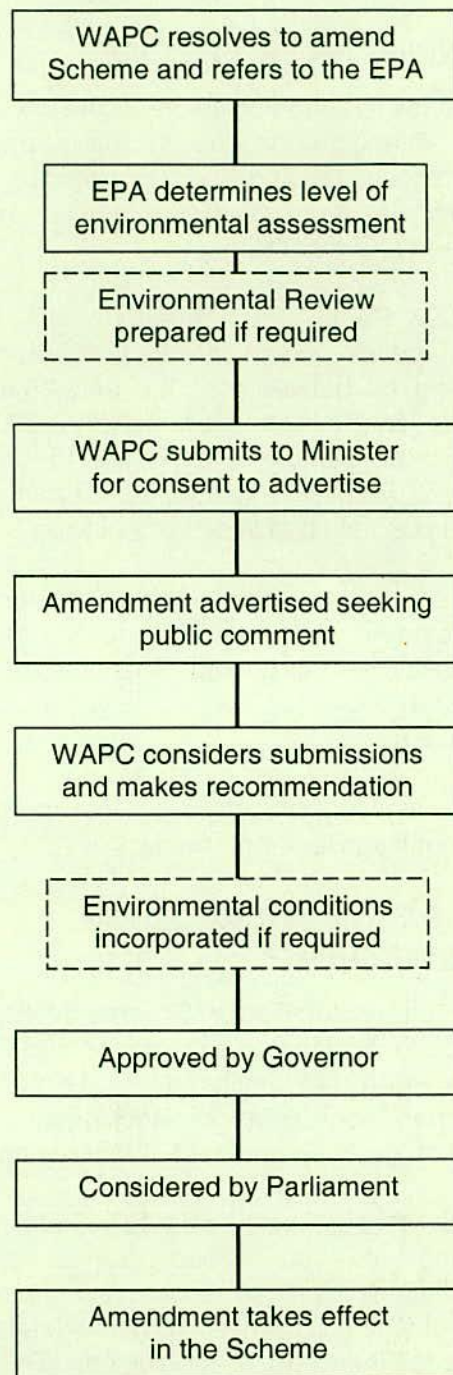 WAPC resolves to amend
Scheme and refers to the EPA
EPA determines level of
environmental assessment
Environmental Review
prepared if required
WAPC submits to Minister
for consent to advertise
Amendment advertised seeking
public comment
WAPC considers submissions
and makes recommendation
Environmental conditions
incorporated if required
Approved by Governor
Considered by Parliament
Amendment takes effect
in the Scheme